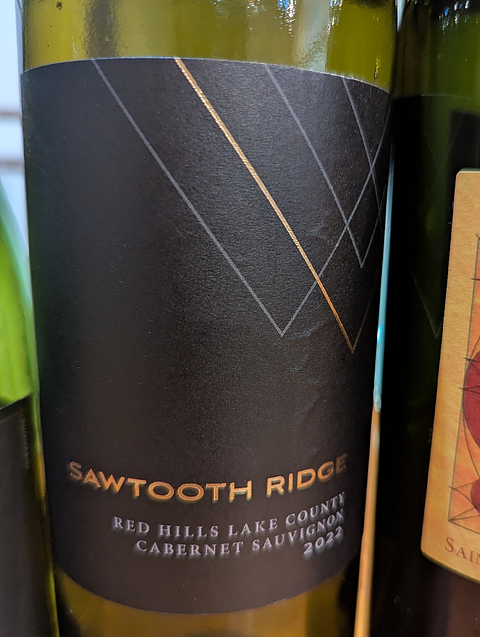 SAWTOOTH RIDGE
RED HILLS LAKE COUNTY
CABERNET SAUVIGNON
2022